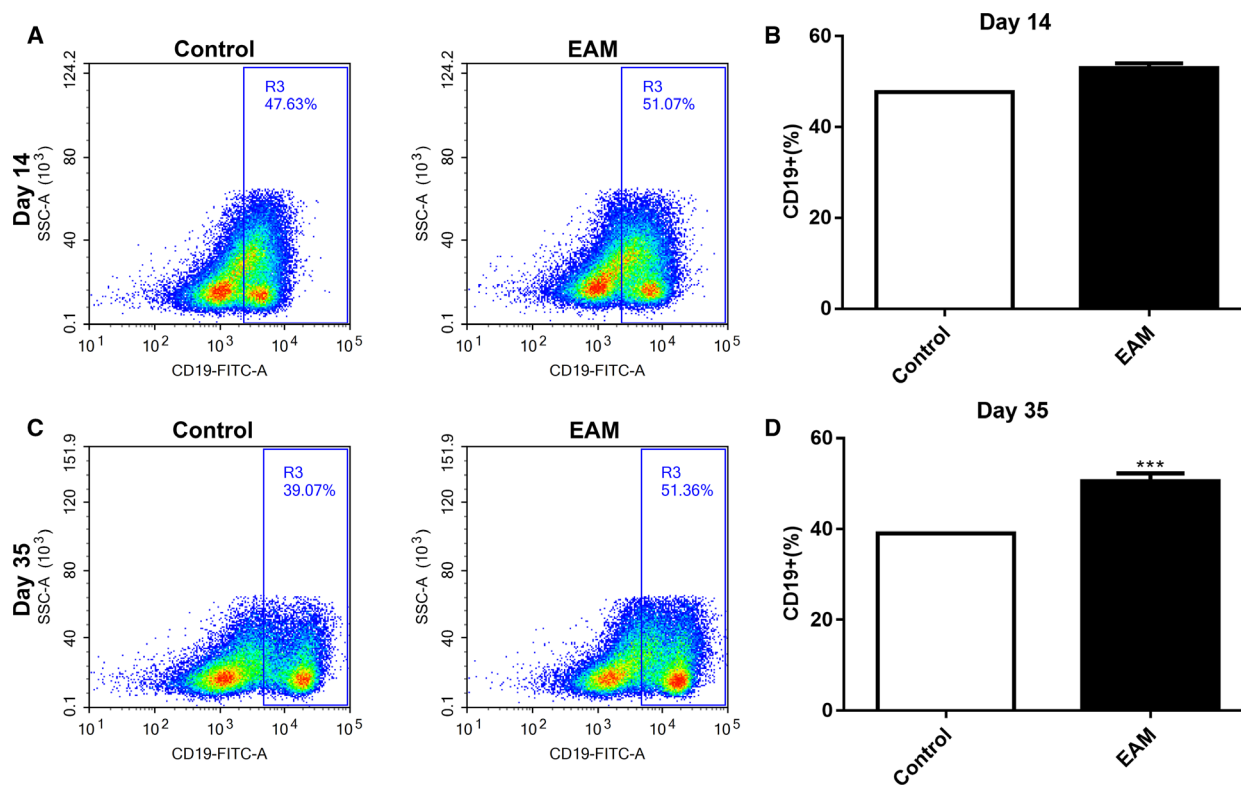 A
Control
EAM
Day 14
SSC-A (10³)
124.2
80
40
0.1
R3
47.63%
10¹ 10² 10³ 10⁴ 10⁵
CD19-FITC-A
SSC-A (10³)
124.2
80
40
0.1
R3
51.07%
10¹ 10² 10³ 10⁴ 10⁵
CD19-FITC-A
B
Day 14
CD19+(%)
60
40
20
0
Control
EAM
C
Control
EAM
Day 35
SSC-A (10³)
151.9
120
80
40
0.1
R3
39.07%
10¹ 10² 10³ 10⁴ 10⁵
CD19-FITC-A
SSC-A (10³)
151.9
120
80
40
0.1
R3
51.36%
10¹ 10² 10³ 10⁴ 10⁵
CD19-FITC-A
D
Day 35
CD19+(%)
60
40
20
0
***
Control
EAM